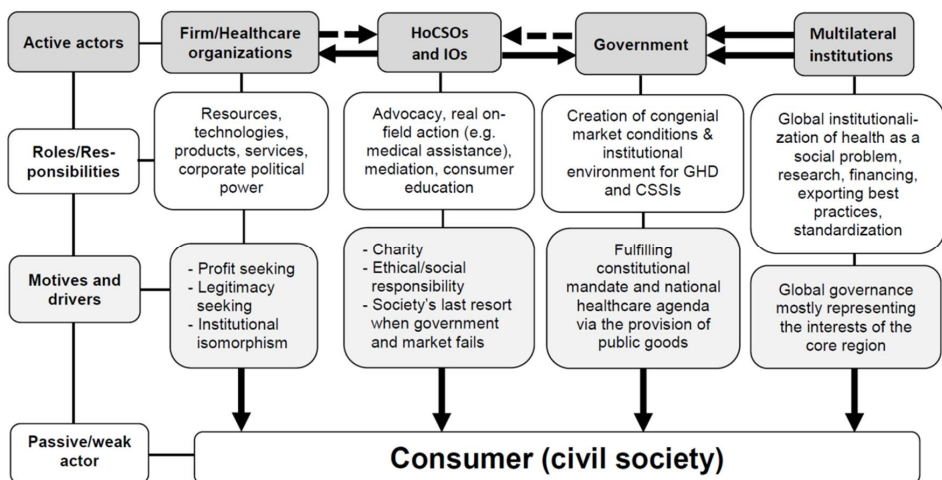 Active actors
Firm/Healthcare
organizations
HoCSOs
and IOs
Government
Multilateral
institutions
Roles/Res-
ponsibilities
Resources,
technologies,
products, services,
corporate political
power
Advocacy, real on-
field action (e.g.
medical assistance),
mediation, consumer
education
Creation of congenial
market conditions &
institutional
environment for GHD
and CSSIs
Global institutionali-
zation of health as a
social problem,
research, financing,
exporting best
practices,
standardization
Motives and
drivers
- Profit seeking
- Legitimacy
seeking
- Institutional
isomorphism
- Charity
- Ethical/social
responsibility
- Society's last resort
when government
and market fails
Fulfilling
constitutional
mandate and national
healthcare agenda
via the provision of
public goods
Global governance
mostly representing
the interests of the
core region
Passive/weak
actor
Consumer (civil society)